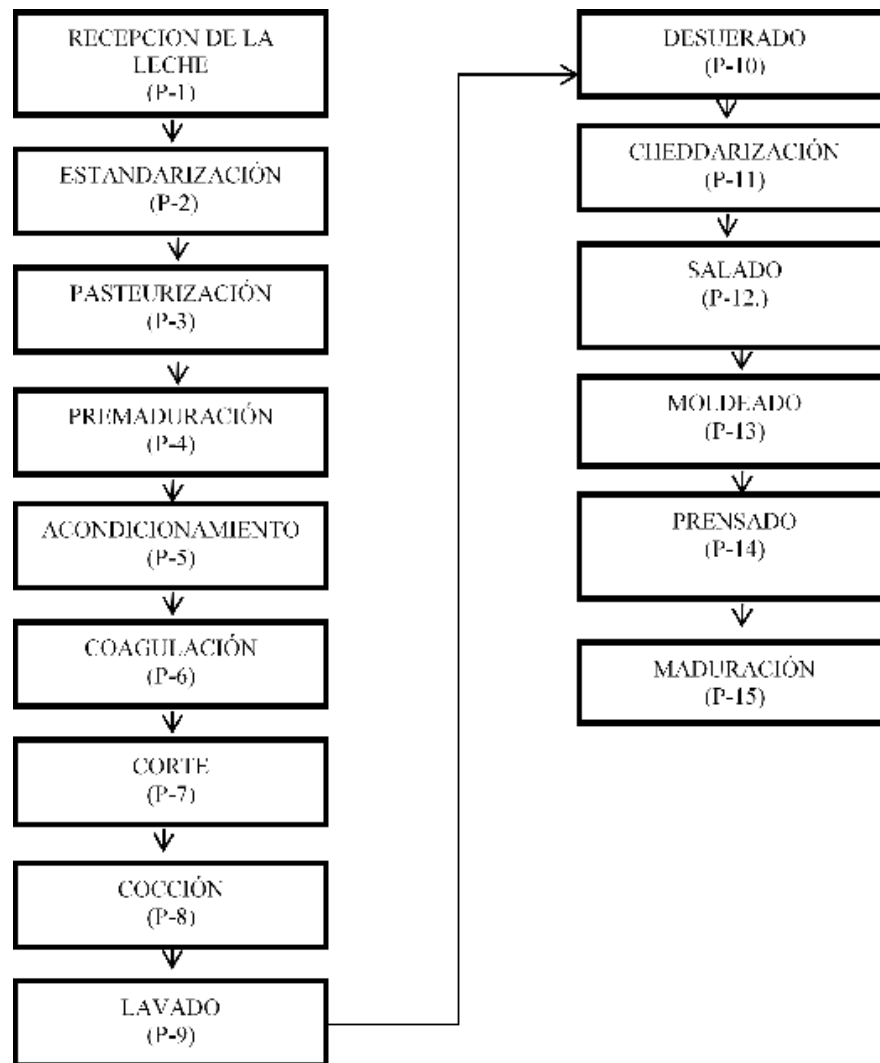 RECEPCION DE LA
LECHE
(P-1)
ESTANDARIZACIÓN
(P-2)
PASTEURIZACIÓN
(P-3)
PREMADURACIÓN
(P-4)
ACONDICIONAMIENTO
(P-5)
COAGULACIÓN
(P-6)
CORTE
(P-7)
COCCIÓN
(P-8)
LAVADO
(P-9)
DESUERADO
(P-10)
CHEDDARIZACIÓN
(P-11)
SALADO
(P-12.)
MOLDEADO
(P-13)
PRENSADO
(P-14)
MADURACIÓN
(P-15)